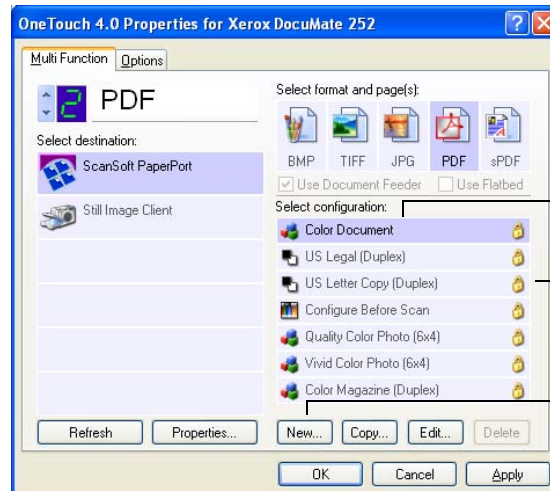 OneTouch 4.0 Properties for Xerox DocuMate 252
Multi Function
Options
2
PDF
Select destination:
ScanSoft PaperPort
Still Image Client
Refresh
Properties...
Select format and page(s):
BMP TIFF JPG PDF sPDF
Use Document Feeder
Use Flatbed
Select configuration:
Color Document
US Legal (Duplex)
US Letter Copy (Duplex)
Configure Before Scan
Quality Color Photo (6x4)
Vivid Color Photo (6x4)
Color Magazine (Duplex)
New... Copy... Edit... Delete
OK Cancel Apply